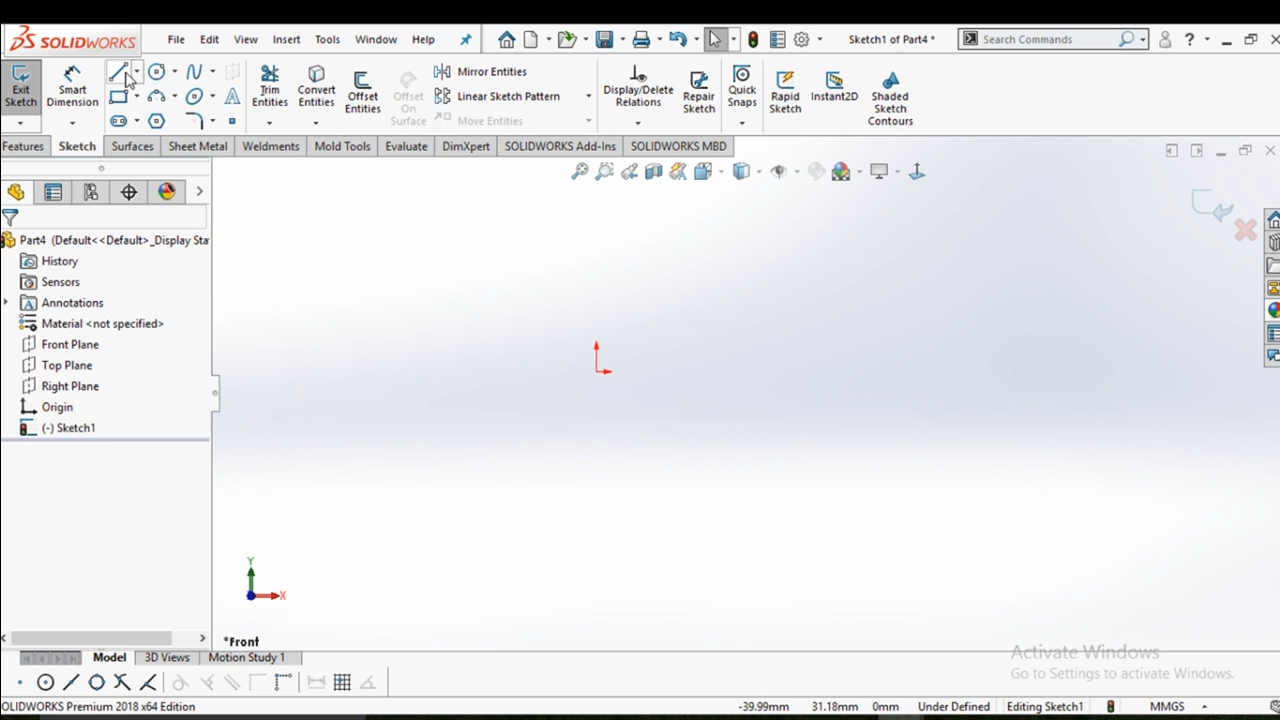 SOLIDWORKS
File Edit View Insert Tools Window Help
Sketch1 of Part4 *
Search Commands
Exit Sketch
Smart Dimension
Trim Entities
Convert Entities
Offset Entities
Offset On Surface
Mirror Entities
Linear Sketch Pattern
Move Entities
Display/Delete Relations
Repair Sketch
Quick Snaps
Rapid Sketch
Instant2D
Shaded Sketch Contours
Features Sketch Surfaces Sheet Metal Weldments Mold Tools Evaluate DimXpert SOLIDWORKS Add-Ins SOLIDWORKS MBD
Part4 (Default<<Default>_Display Sta
History
Sensors
Annotations
Material <not specified>
Front Plane
Top Plane
Right Plane
Origin
(-) Sketch1
Y
X
*Front
Activate Windows
Go to Settings to activate Windows.
Model 3D Views Motion Study 1
OLIDWORKS Premium 2018 x64 Edition -39.99mm 31.18mm 0mm Under Defined Editing Sketch1 MMGS